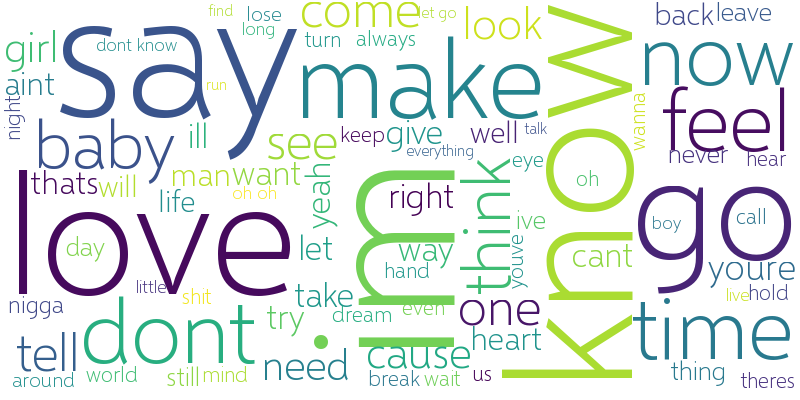 find
lose
long
come
let go
look
back
leave
girl
dont know
say
turn
always
now
aint
run
make
know
feel
night
baby
ill
see
keep
give
well
talk
wanna
never
hear
everything
thats
will
man
want
yeah
im
right
think
eye
oh
life
oh oh
love
ive
boy
call
go
day
let
way
youve
cant
youre
little
hand
nigga
shit
take
even
one
live
hold
tell
dont
try
dream
heart
time
need
cause
thing
around
world
still
mind
break
wait
us
theres